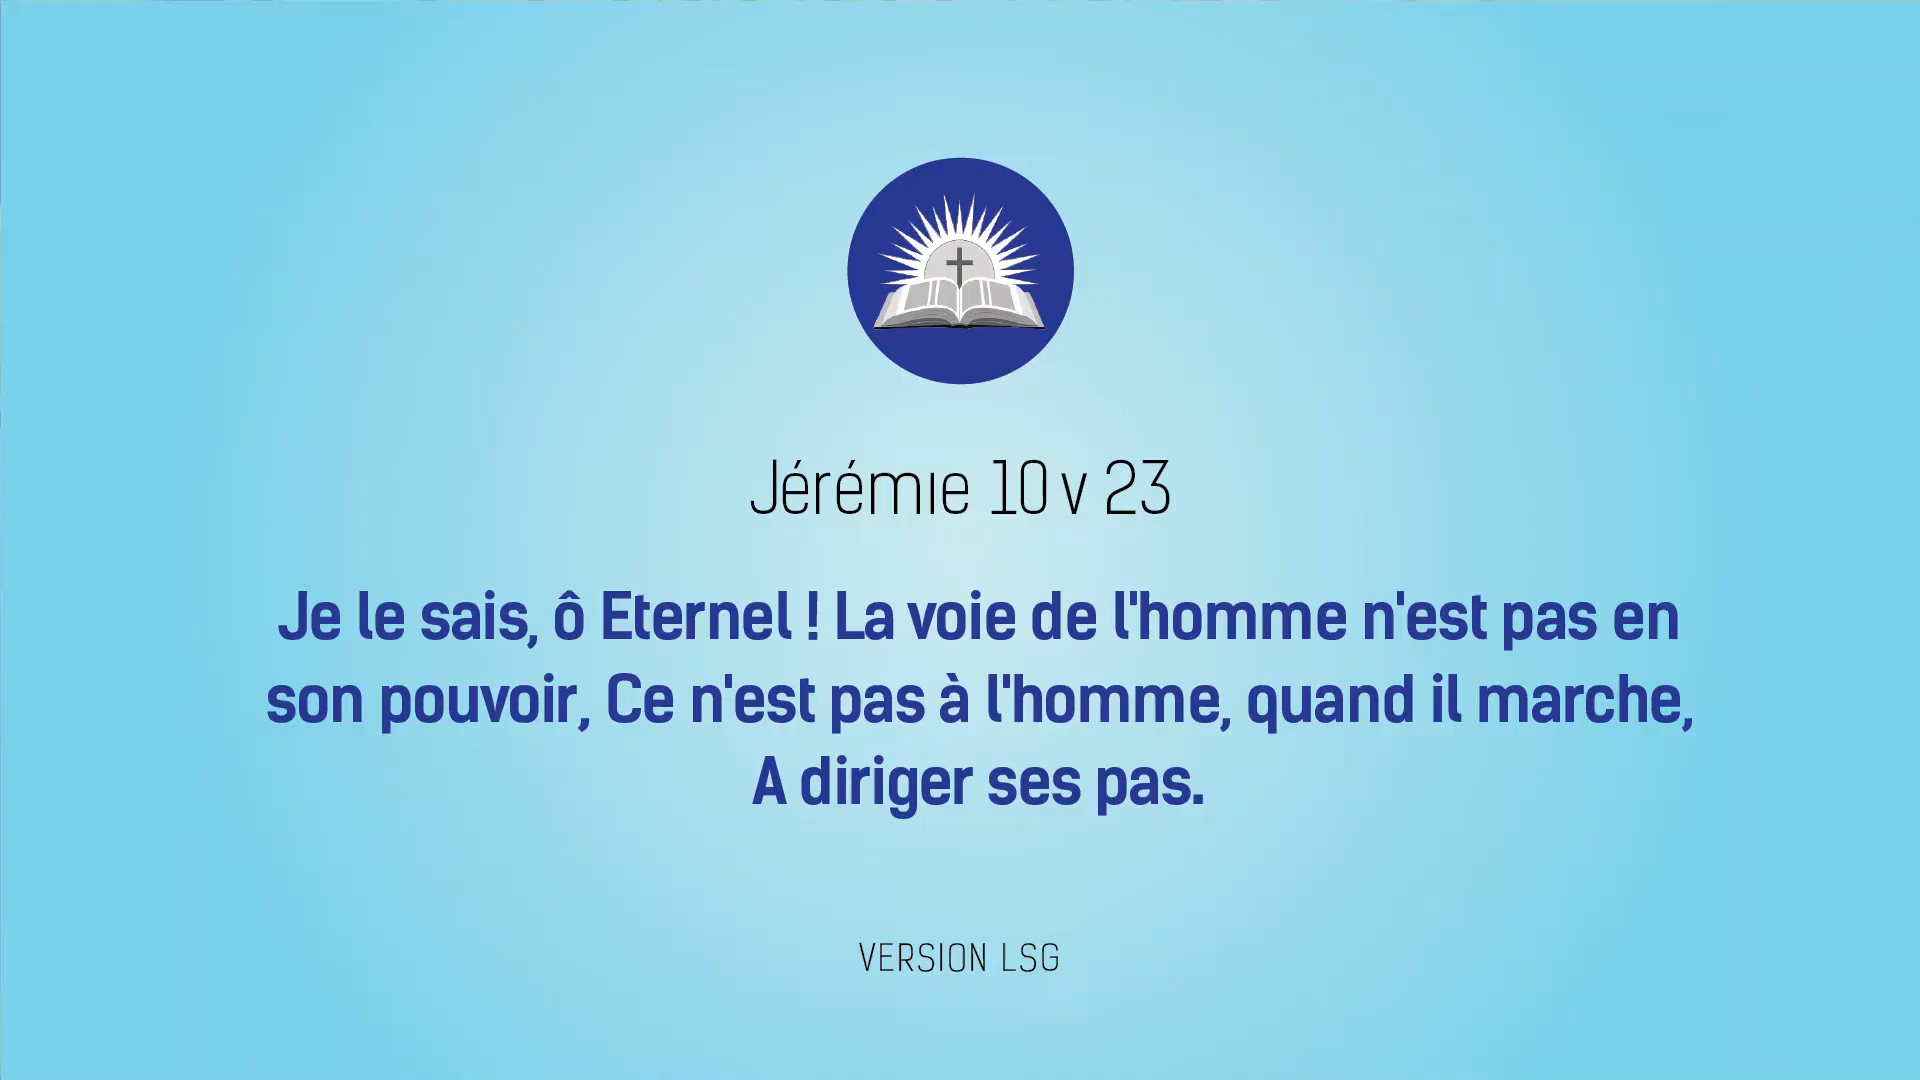 Jérémie 10 v 23
Je le sais, ô Eternel ! La voie de l'homme n'est pas en
son pouvoir, Ce n'est pas à l'homme, quand il marche,
A diriger ses pas.
VERSION LSG